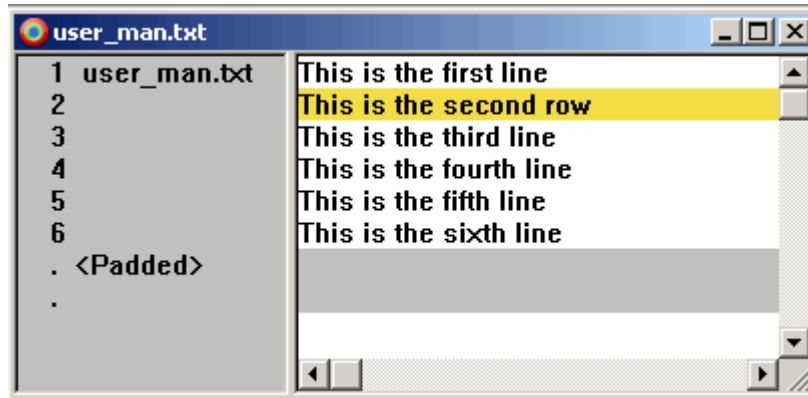 user_man.txt
1 user_man.txt This is the first line
2 This is the second row
3 This is the third line
4 This is the fourth line
5 This is the fifth line
6 This is the sixth line
. <Padded>
.